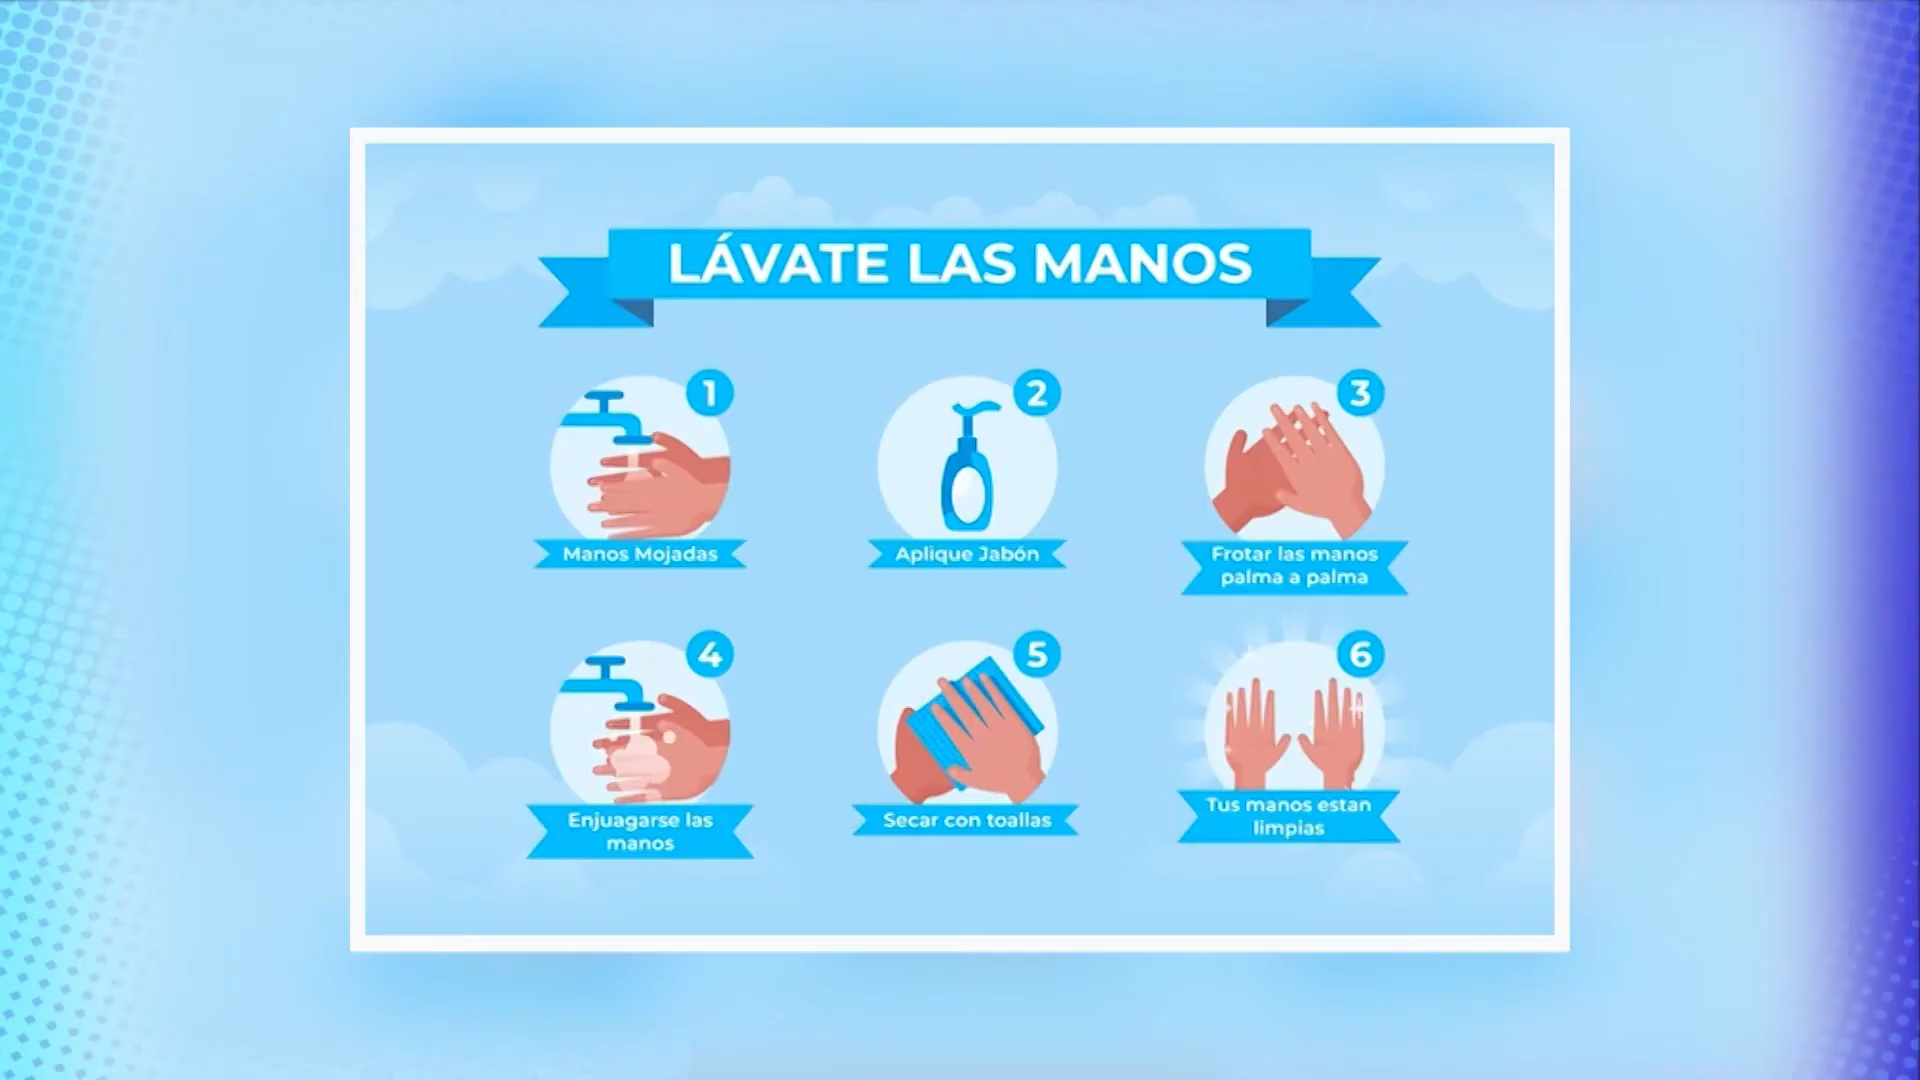 LÁVATE LAS MANOS
1
Manos Mojadas
2
Aplique Jabón
3
Frotar las manos
palma a palma
4
Enjuagarse las
manos
5
Secar con toallas
6
Tus manos estan
limpias